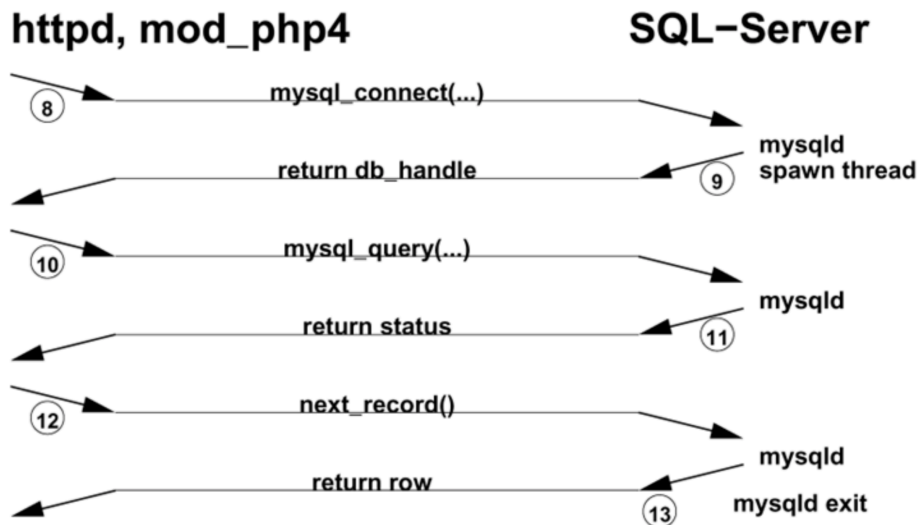 httpd, mod_php4 SQL−Server
8 mysql_connect(...)
mysqld
return db_handle 9 spawn thread
10 mysql_query(...)
mysqld
return status 11
12 next_record()
mysqld
return row
13 mysqld exit